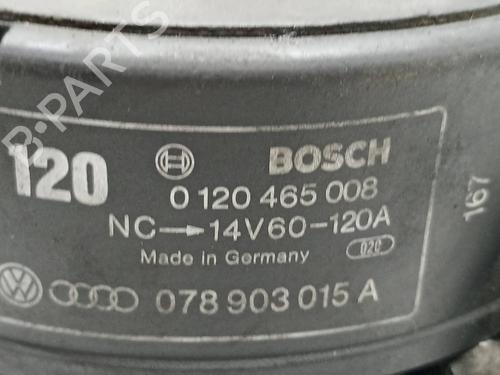 B-PARTS
120
BOSCH
0 120 465 008
NC→14V60-120A
167
Made in Germany
020
078 903 015 A